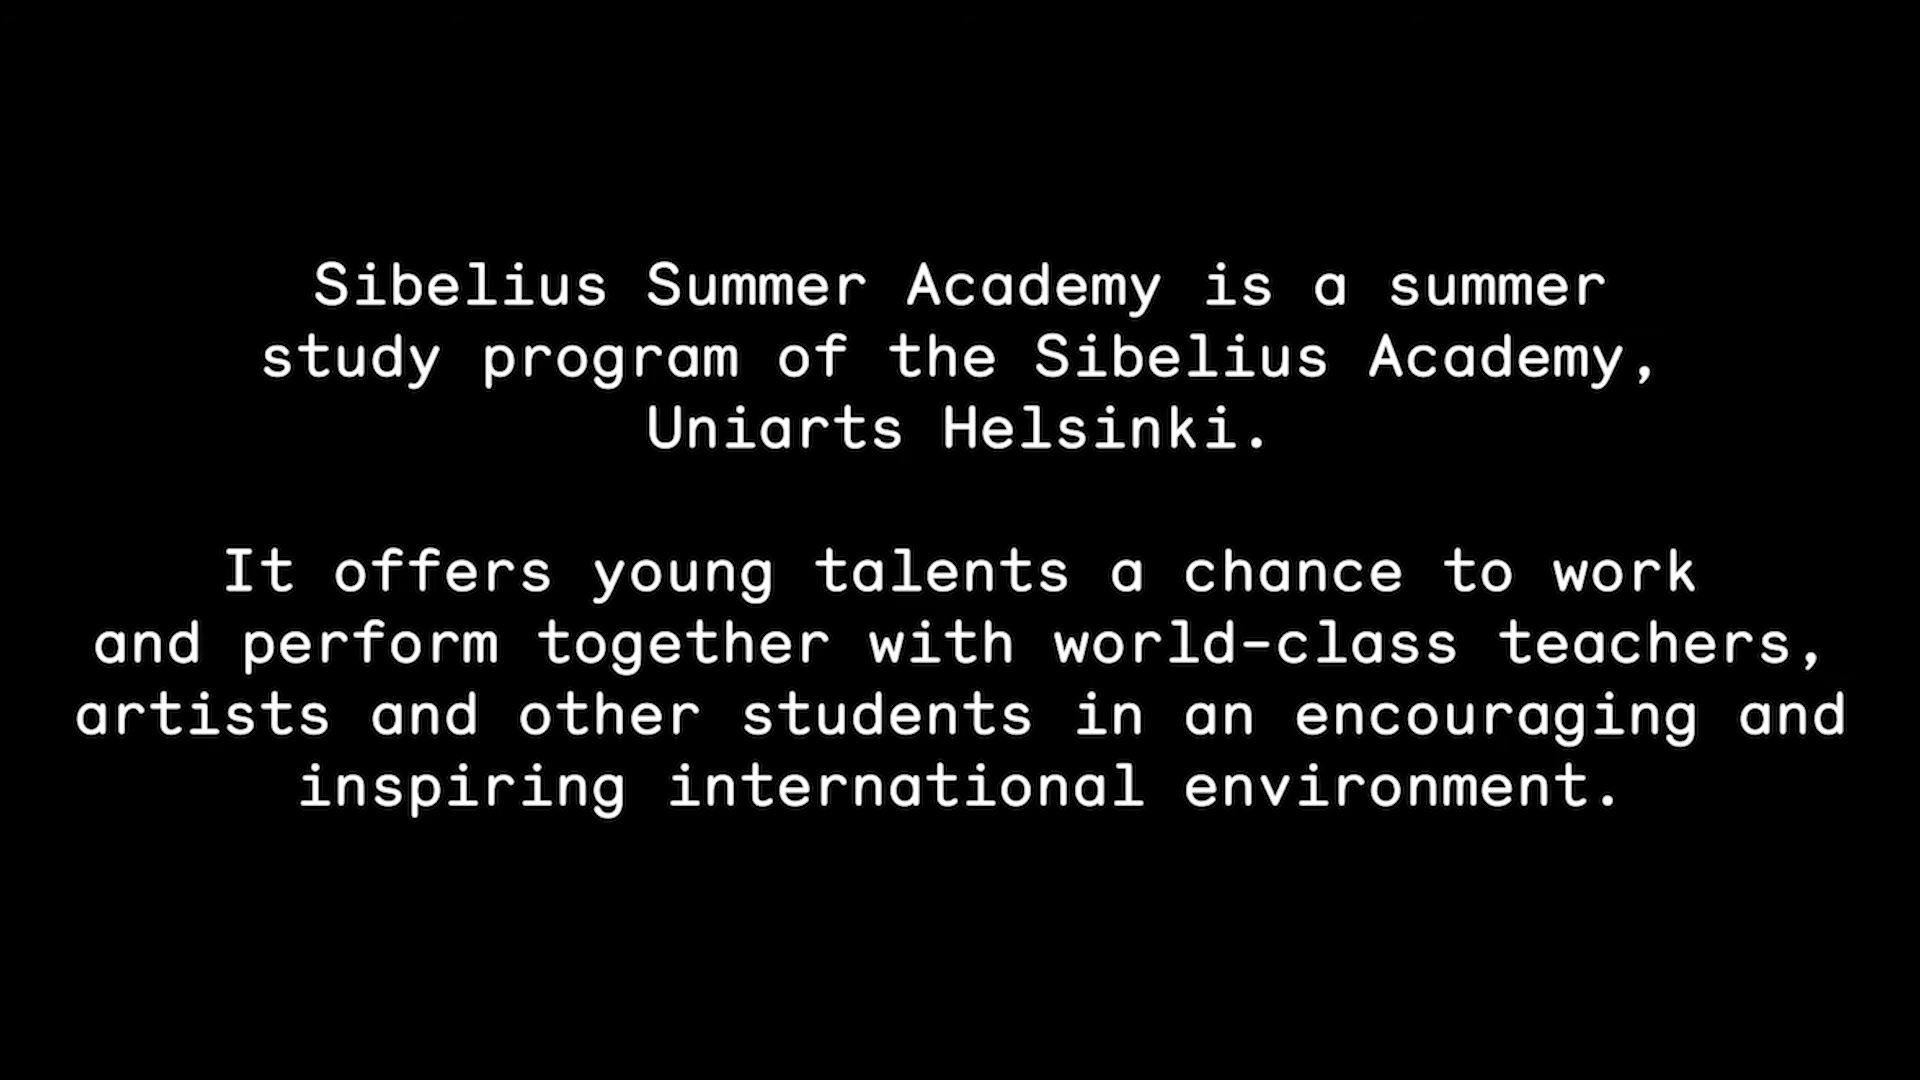 Sibelius Summer Academy is a summer
study program of the Sibelius Academy,
Uniarts Helsinki.
It offers young talents a chance to work
and perform together with world-class teachers,
artists and other students in an encouraging and
inspiring international environment.